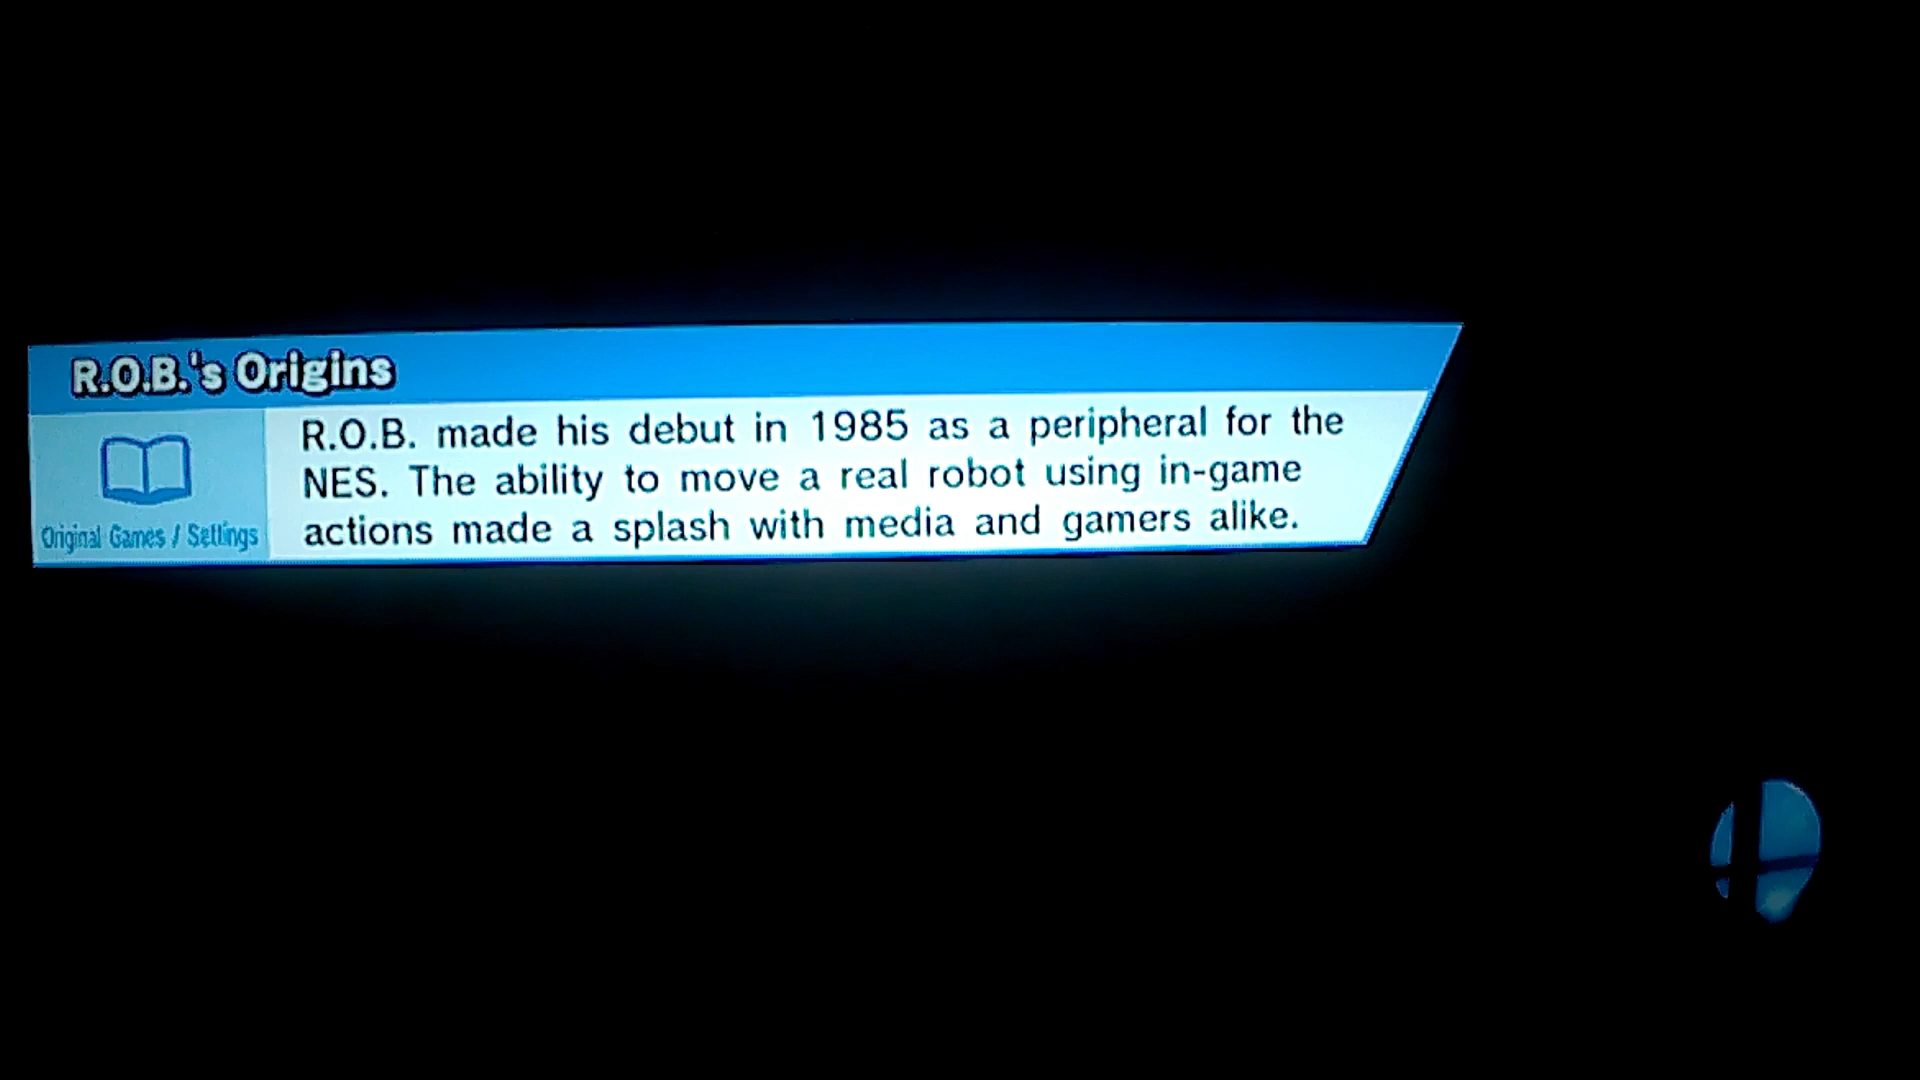 R.O.B.'s Origins
R.O.B. made his debut in 1985 as a peripheral for the
NES. The ability to move a real robot using in-game
actions made a splash with media and gamers alike.
Original Games / Settings